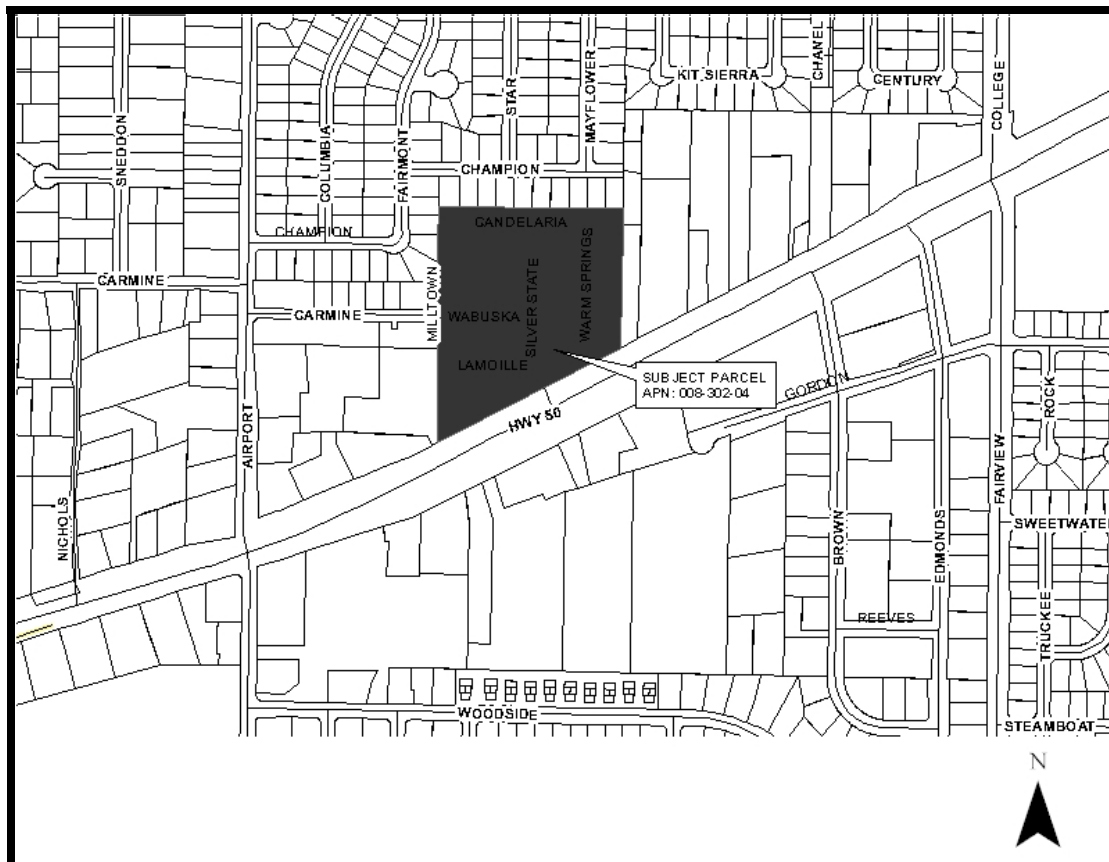 KIT SIERRA
CHANEL
CENTURY
COLLEGE
STAR
MAYFLOWER
SNEDDON
COLUMBIA
FAIRMONT
CHAMPION
CANDELARIA
CHAMPION
WARM SPRINGS
MILLTOWN
SILVER STATE
CARMINE
CARMINE
WABUSKA
LAMOILLE
SUBJECT PARCEL
APN: 008-302-04
GORDON
ROCK
HWY 50
AIRPORT
FAIRVIEW
NICHOLS
BROWN
EDMONDS
SWEETWATER
REEVES
TRUCKEE
WOODSIDE
STEAMBOAT
N